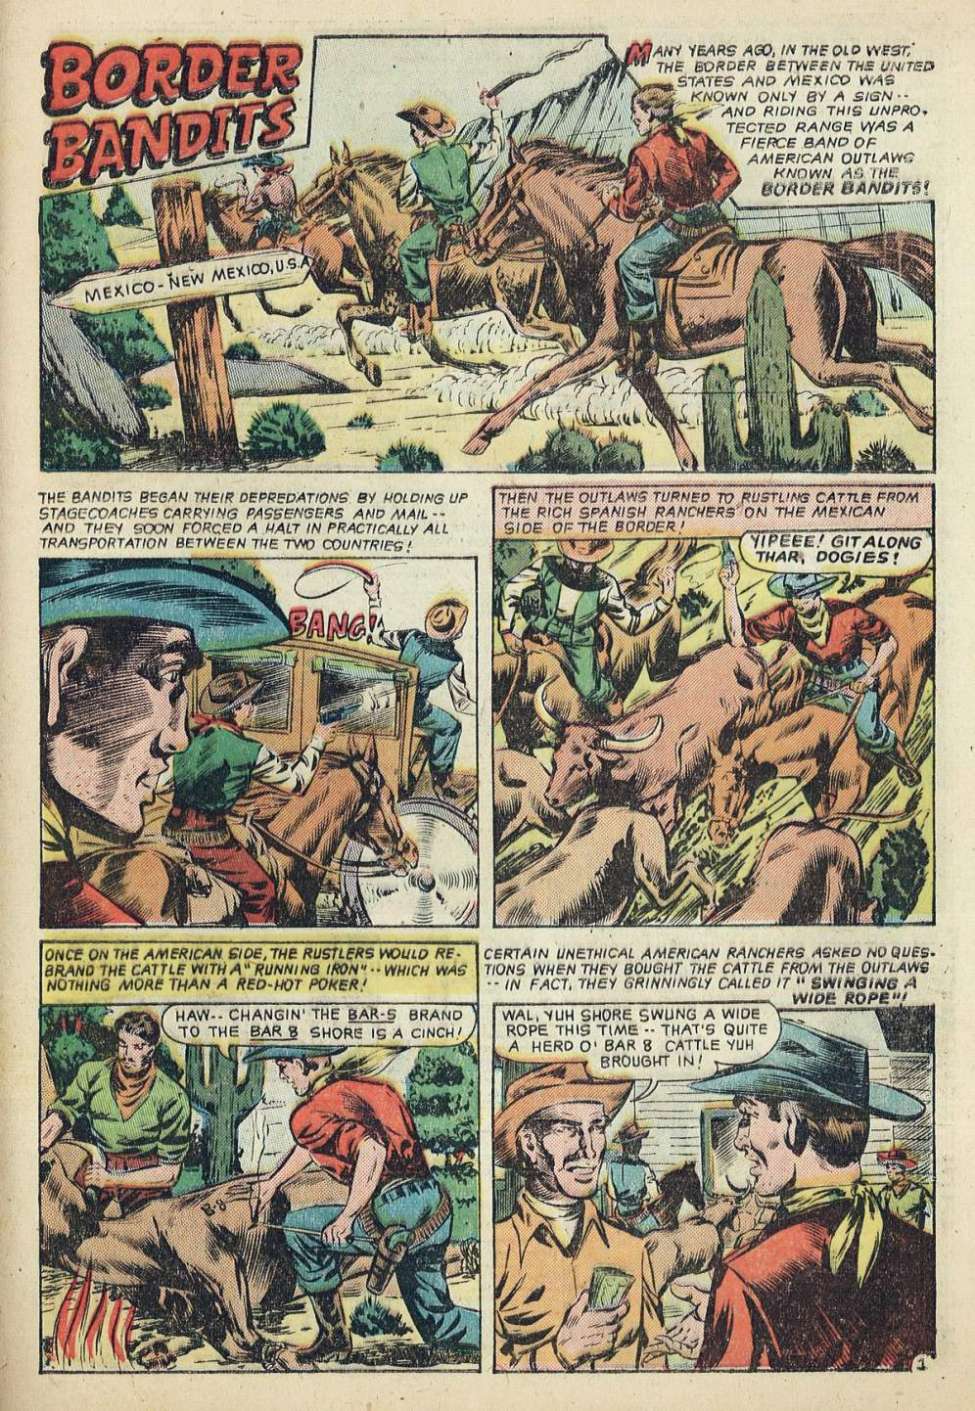 BORDER
BANDITS
MANY YEARS AGO, IN THE OLD WEST,
THE BORDER BETWEEN THE UNITED
STATES AND MEXICO WAS
KNOWN ONLY BY A SIGN--
AND RIDING THIS UNPRO-
TECTED RANGE WAS A
FIERCE BAND OF
AMERICAN OUTLAWS
KNOWN AS THE
BORDER BANDITS!
MEXICO - NEW MEXICO, U.S.A
THE BANDITS BEGAN THEIR DEPREDATIONS BY HOLDING UP
STAGECOACHES CARRYING PASSENGERS AND MAIL--
AND THEY SOON FORCED A HALT IN PRACTICALLY ALL
TRANSPORTATION BETWEEN THE TWO COUNTRIES!
BANG!
THEN THE OUTLAWS TURNED TO RUSTLING CATTLE FROM
THE RICH SPANISH RANCHERS ON THE MEXICAN
SIDE OF THE BORDER!
YIPEEE! GIT ALONG
THAR, DOGIES!
ONCE ON THE AMERICAN SIDE, THE RUSTLERS WOULD RE-
BRAND THE CATTLE WITH A "RUNNING IRON"-- WHICH WAS
NOTHING MORE THAN A RED-HOT POKER!
HAW-- CHANGIN' THE BAR-S BRAND
TO THE BAR 8 SHORE IS A CINCH!
B-8
CERTAIN UNETHICAL AMERICAN RANCHERS ASKED NO QUES-
TIONS WHEN THEY BOUGHT THE CATTLE FROM THE OUTLAWS
-- IN FACT, THEY GRINNINGLY CALLED IT "SWINGING A
WIDE ROPE"!
WAL, YUH SHORE SWUNG A WIDE
ROPE THIS TIME -- THAT'S QUITE
A HERD O' BAR 8 CATTLE YUH
BROUGHT IN!
1